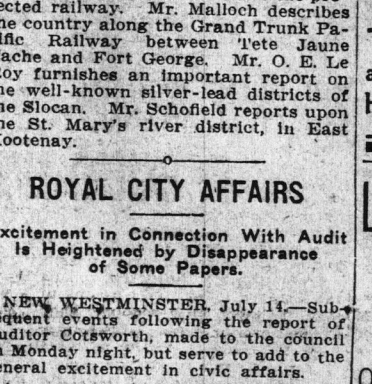 ected railway. Mr. Malloch describes
he country along the Grand Trunk Pa-
ific Railway between Tete Jaune
ache and Fort George. Mr. O. E. Le
oy furnishes an important report on
he well-known silver-lead districts of
he Slocan. Mr. Schofield reports upon
he St. Mary's river district, in East
ootenay.
ROYAL CITY AFFAIRS
xcitement in Connection With Audit
Is Heightened by Disappearance
of Some Papers.
NEW WESTMINSTER, July 14.—Sub-
quent events following the report of
uditor Cotsworth, made to the council
n Monday night, but serve to add to the
eneral excitement in civic affairs.